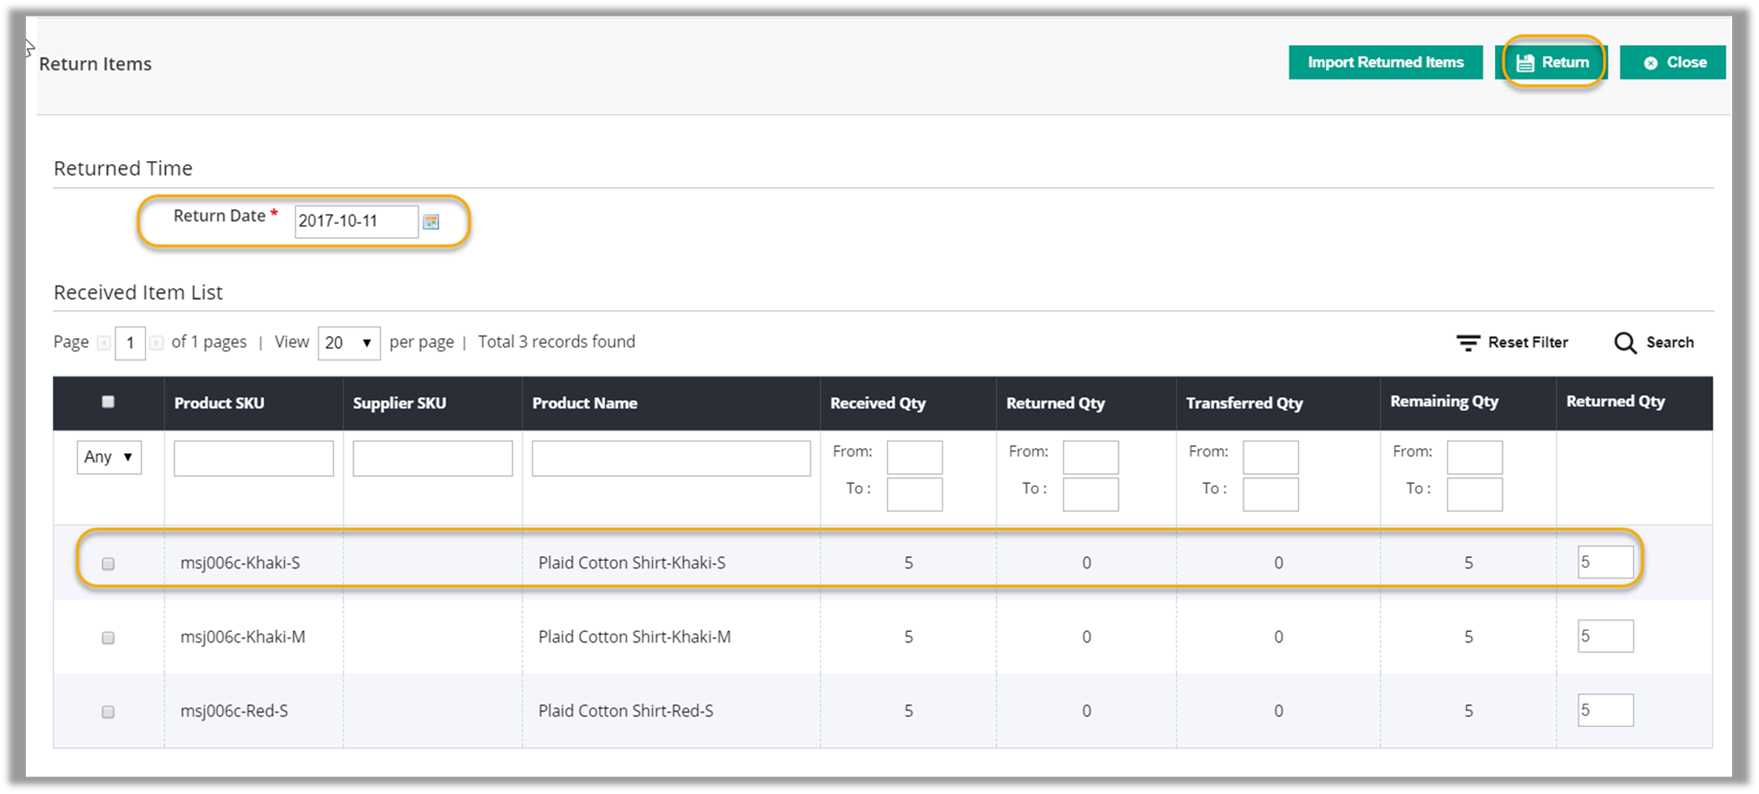 Return Items
Import Returned Items
Return
Close
Returned Time
Return Date *
2017-10-11
Received Item List
Page 1 of 1 pages | View 20 per page | Total 3 records found
Reset Filter
Search
Product SKU Supplier SKU Product Name Received Qty Returned Qty Transferred Qty Remaining Qty Returned Qty
Any From: From: From: From:
To : To : To : To :
msj006c-Khaki-S Plaid Cotton Shirt-Khaki-S 5 0 0 5 5
msj006c-Khaki-M Plaid Cotton Shirt-Khaki-M 5 0 0 5 5
msj006c-Red-S Plaid Cotton Shirt-Red-S 5 0 0 5 5